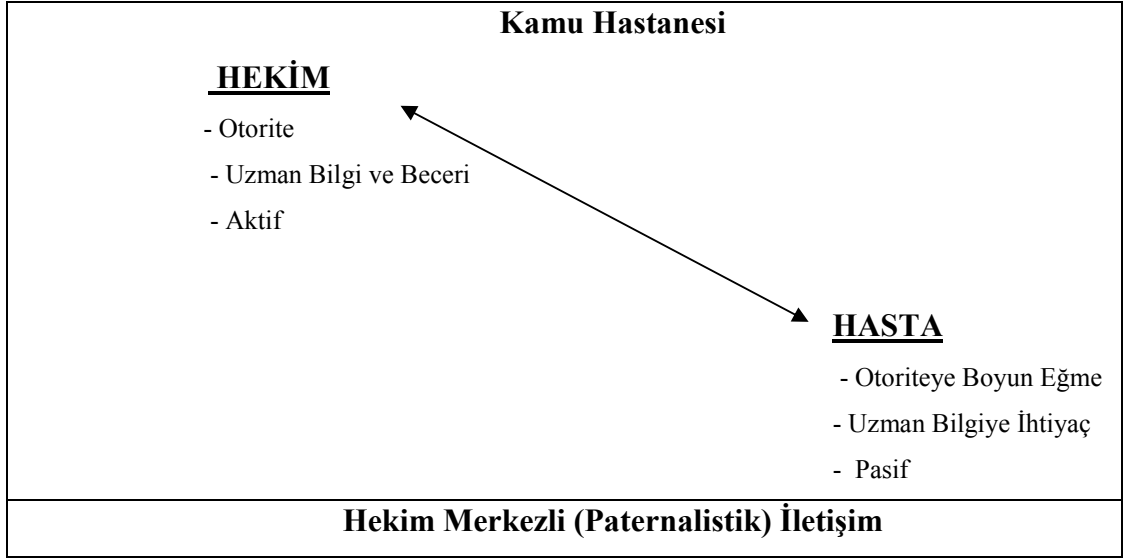 Kamu Hastanesi
HEKİM
- Otorite
- Uzman Bilgi ve Beceri
- Aktif
HASTA
- Otoriteye Boyun Eğme
- Uzman Bilgiye İhtiyaç
- Pasif
Hekim Merkezli (Paternalistik) İletişim